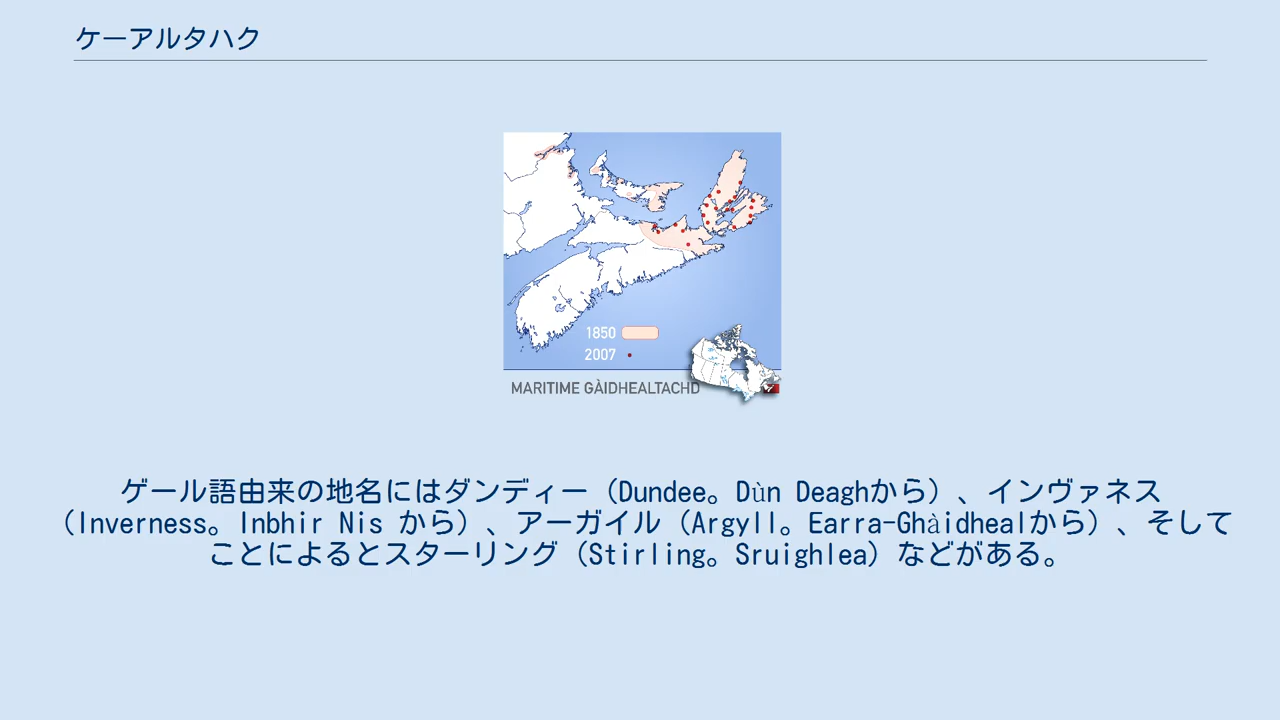 ケーアルタハク
1850
2007
MARITIME GÀIDHEALTACHD
ゲール語由来の地名にはダンディー（Dundee。Dùn Deaghから）、インヴァネス
（Inverness。Inbhir Nis から）、アーガイル（Argyll。Earra-Ghàidhealから）、そして
ことによるとスターリング（Stirling。Sruighlea）などがある。